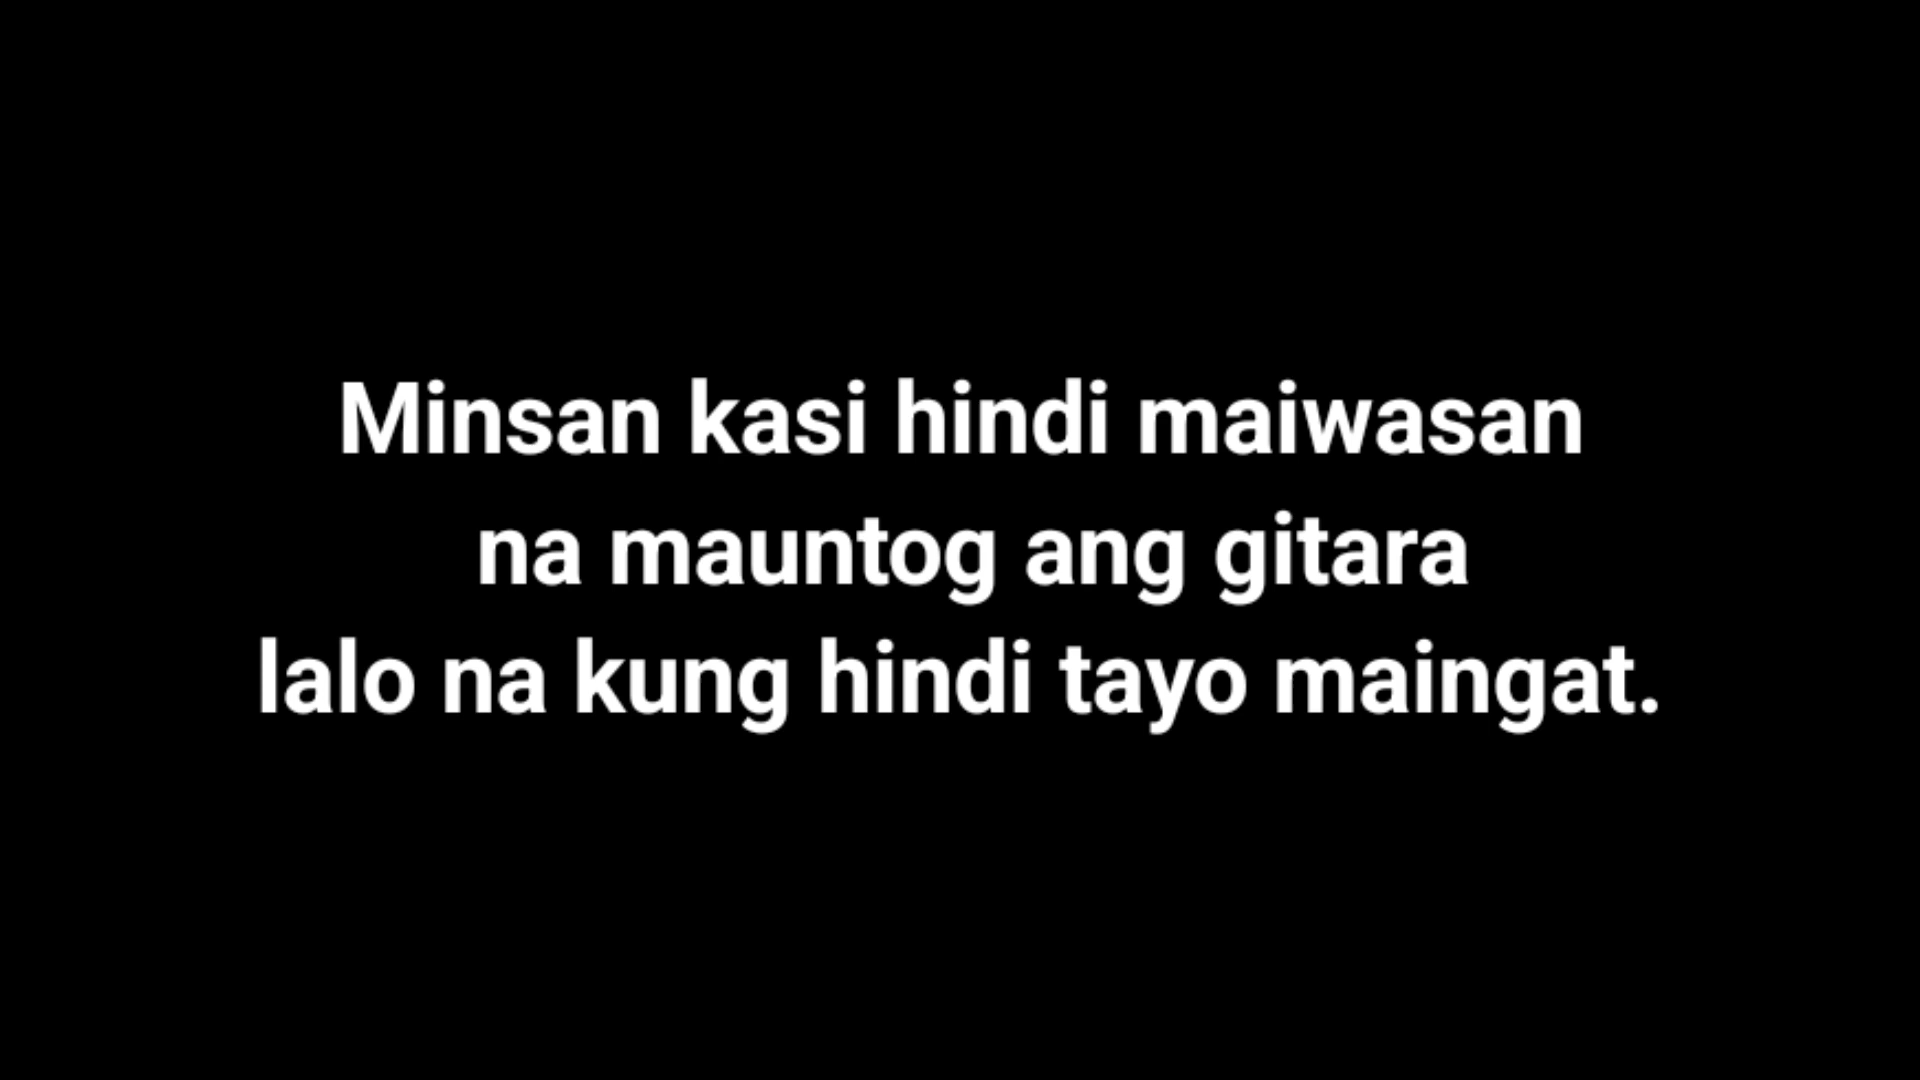 Minsan kasi hindi maiwasan
na mauntog ang gitara
lalo na kung hindi tayo maingat.